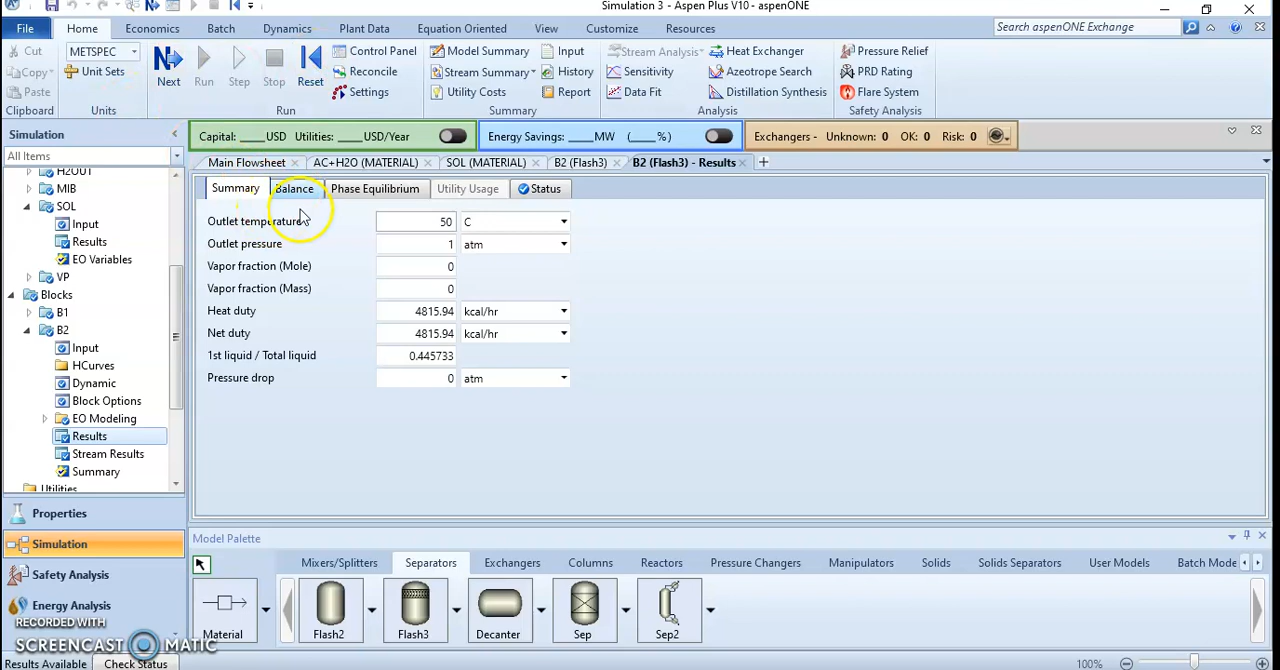 Simulation 3 - Aspen Plus V10 - aspenONE
File Home Economics Batch Dynamics Plant Data Equation Oriented View Customize Resources Search aspenONE Exchange
Cut METSPEC Control Panel Model Summary Input Stream Analysis Heat Exchanger Pressure Relief
Copy Unit Sets Next Run Step Stop Reset Reconcile Stream Summary History Sensitivity Azeotrope Search PRD Rating
Paste Settings Utility Costs Report Data Fit Distillation Synthesis Flare System
Clipboard Units Run Summary Analysis Safety Analysis
Simulation Capital: ____USD Utilities: ____USD/Year Energy Savings: ____MW (____%) Exchangers - Unknown: 0 OK: 0 Risk: 0
All Items Main Flowsheet AC+H2O (MATERIAL) SOL (MATERIAL) B2 (Flash3) B2 (Flash3) - Results
H2OUT
MIB Summary Balance Phase Equilibrium Utility Usage Status
SOL
Input Outlet temperature 50 C
Results Outlet pressure 1 atm
EO Variables Vapor fraction (Mole) 0
VP Vapor fraction (Mass) 0
Blocks
B1 Heat duty 4815.94 kcal/hr
B2 Net duty 4815.94 kcal/hr
Input 1st liquid / Total liquid 0.445733
HCurves
Dynamic Pressure drop 0 atm
Block Options
EO Modeling
Results
Stream Results
Summary
Utilities
Properties
Model Palette
Simulation
Mixers/Splitters Separators Exchangers Columns Reactors Pressure Changers Manipulators Solids Solids Separators User Models Batch Mode
Safety Analysis
Energy Analysis
RECORDED WITH
Material Flash2 Flash3 Decanter Sep Sep2
SCREENCAST MATIC
Results Available Check Status 100%